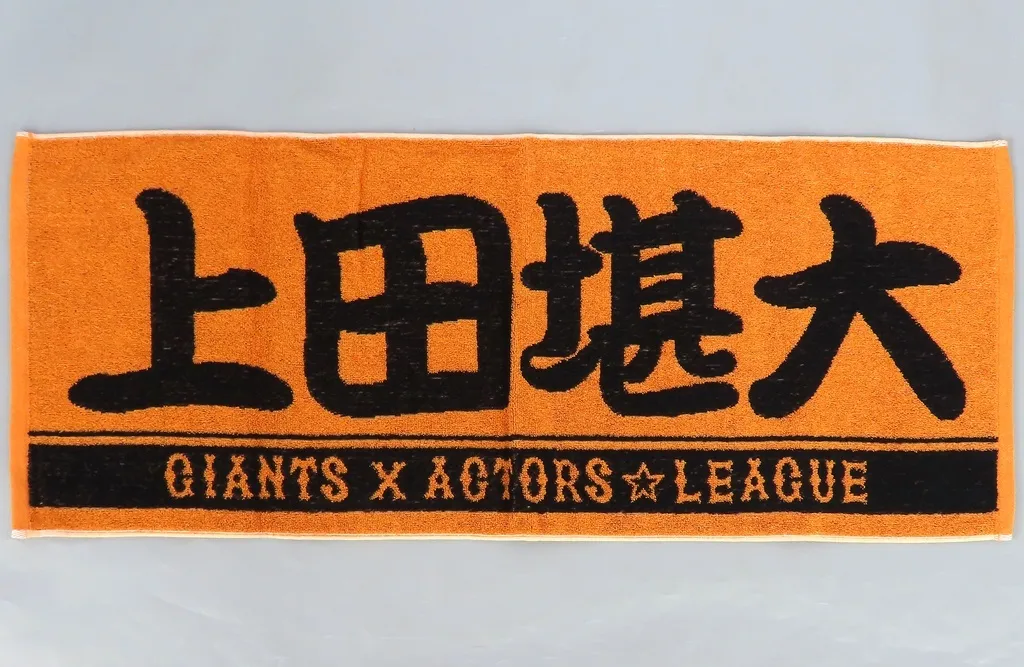 上田堪大
GIANTS X ACTORS☆LEAGUE